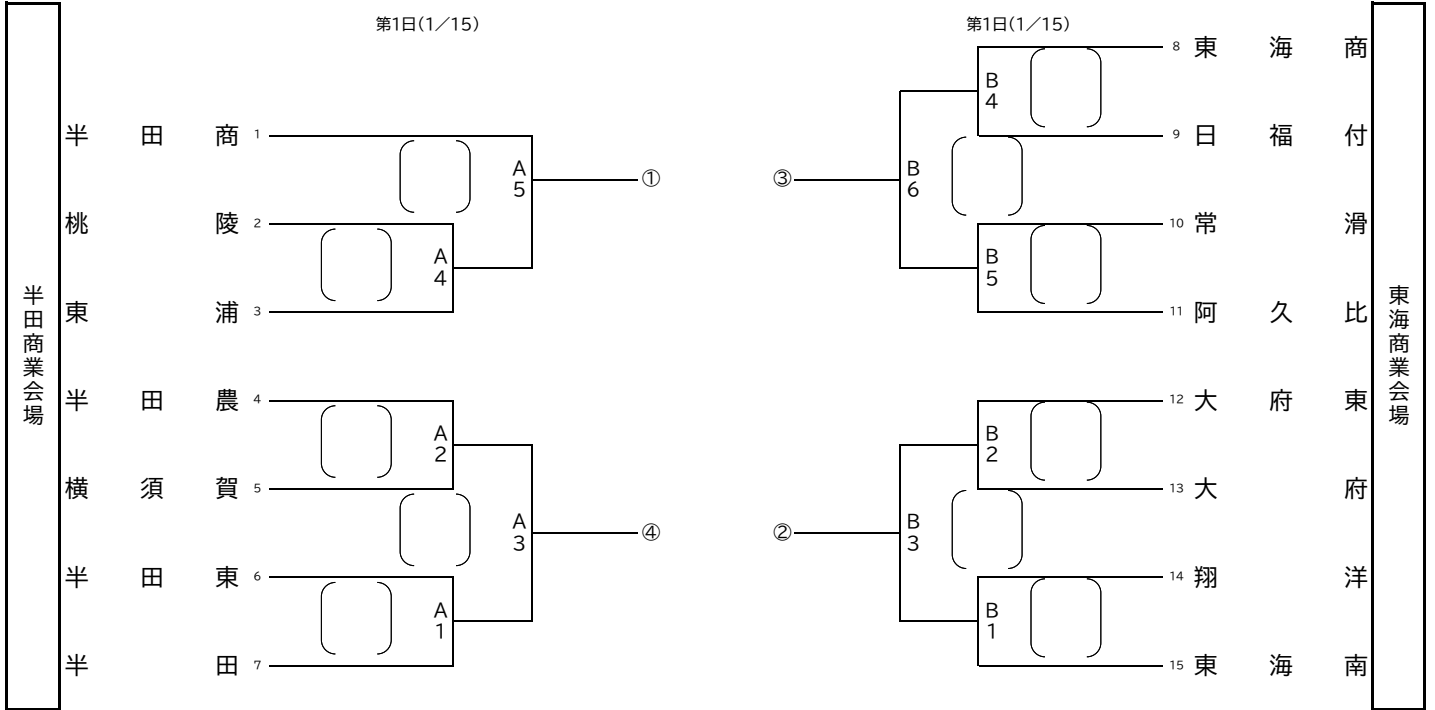 第1日(1／15)
半田商業会場
半田商 1
桃陵 2
東浦 3
半田農 4
横須賀 5
半田東 6
半田 7
A5
A4
A2
A3
A1
①
④
第1日(1／15)
③
②
B4
B6
B5
B2
B3
B1
8 東海商
9 日福付
10 常滑
11 阿久比
12 大府東
13 大府
14 翔洋
15 東海南
東海商業会場